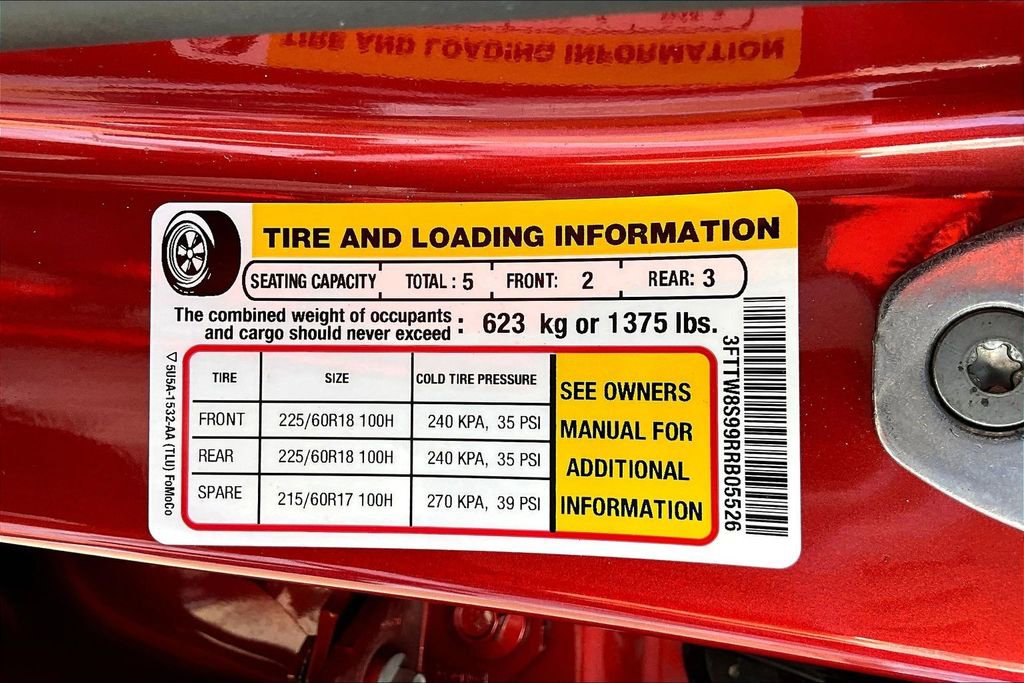 TIRE AND LOADING INFORMATION
TIRE AND LOADING INFORMATION
SEATING CAPACITY TOTAL : 5 FRONT: 2 REAR: 3
The combined weight of occupants
and cargo should never exceed : 623 kg or 1375 lbs.
TIRE SIZE COLD TIRE PRESSURE
FRONT 225/60R18 100H 240 KPA, 35 PSI
REAR 225/60R18 100H 240 KPA, 35 PSI
SPARE 215/60R17 100H 270 KPA, 39 PSI
SEE OWNERS
MANUAL FOR
ADDITIONAL
INFORMATION
3FTTW8S99RRB05526
▽ 5U5A-1532-AA (TLU) FoMoCo